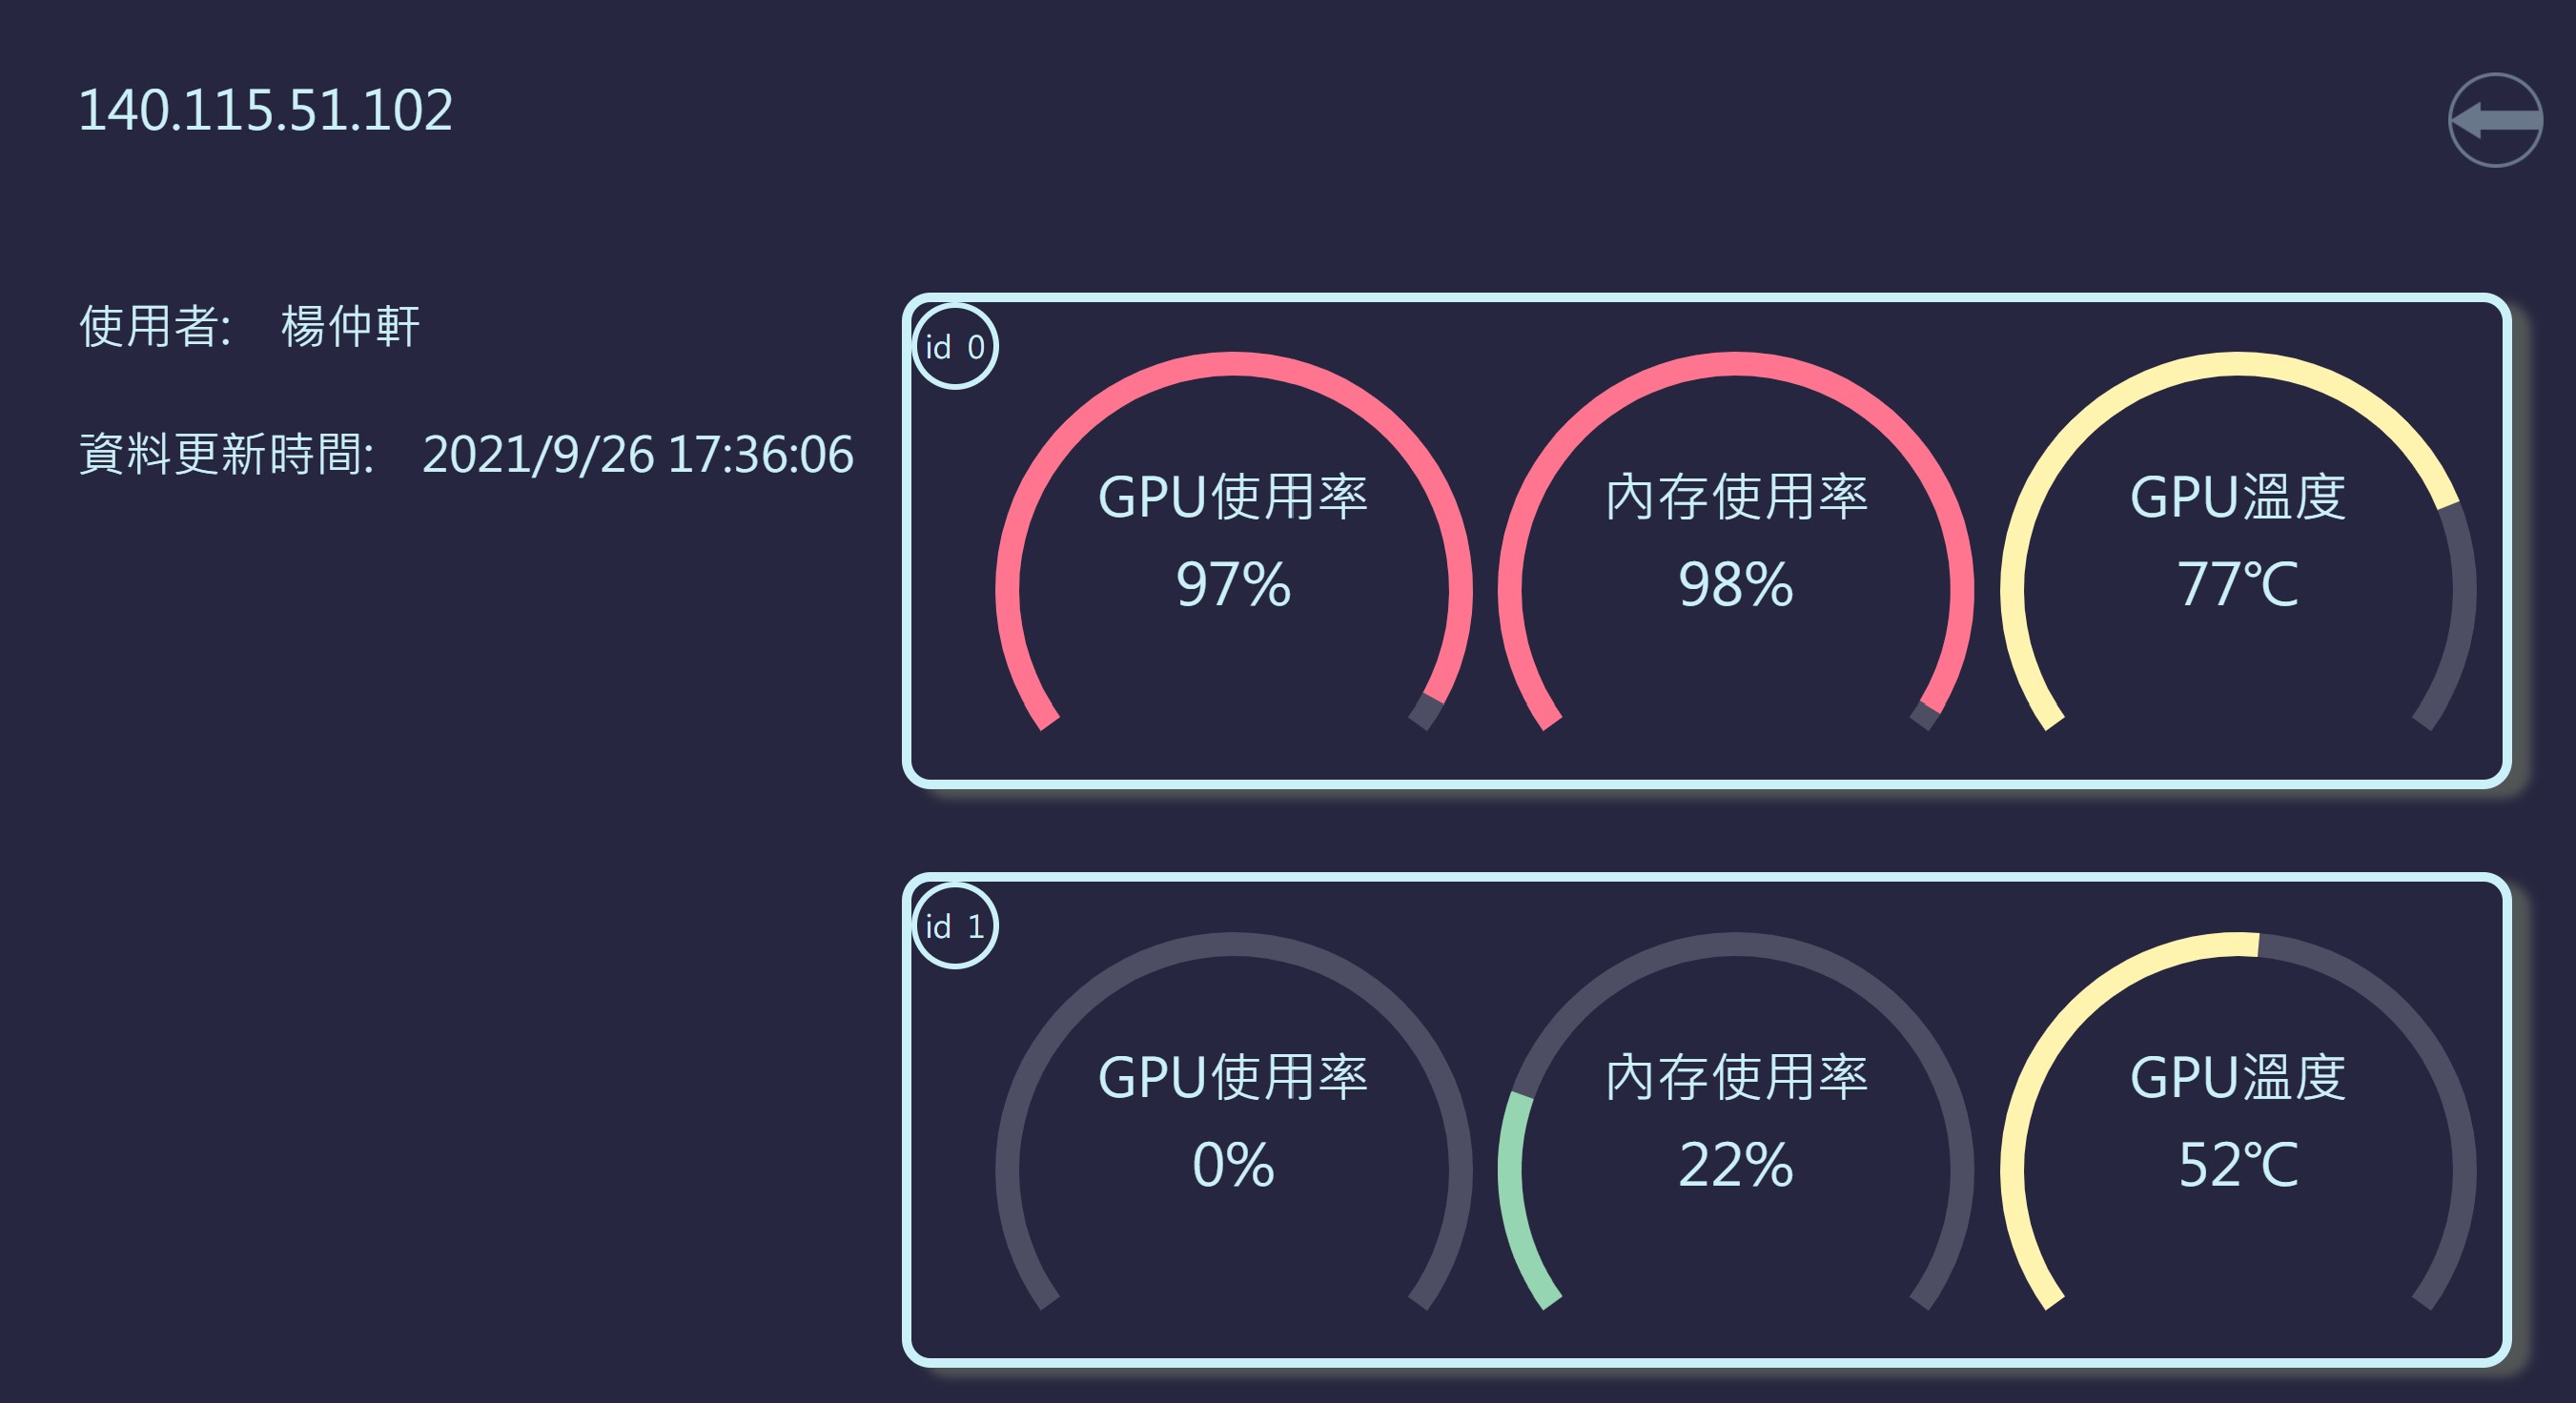 140.115.51.102
使用者: 楊仲軒
資料更新時間: 2021/9/26 17:36:06
id 0
GPU使用率
97%
內存使用率
98%
GPU溫度
77℃
id 1
GPU使用率
0%
內存使用率
22%
GPU溫度
52℃